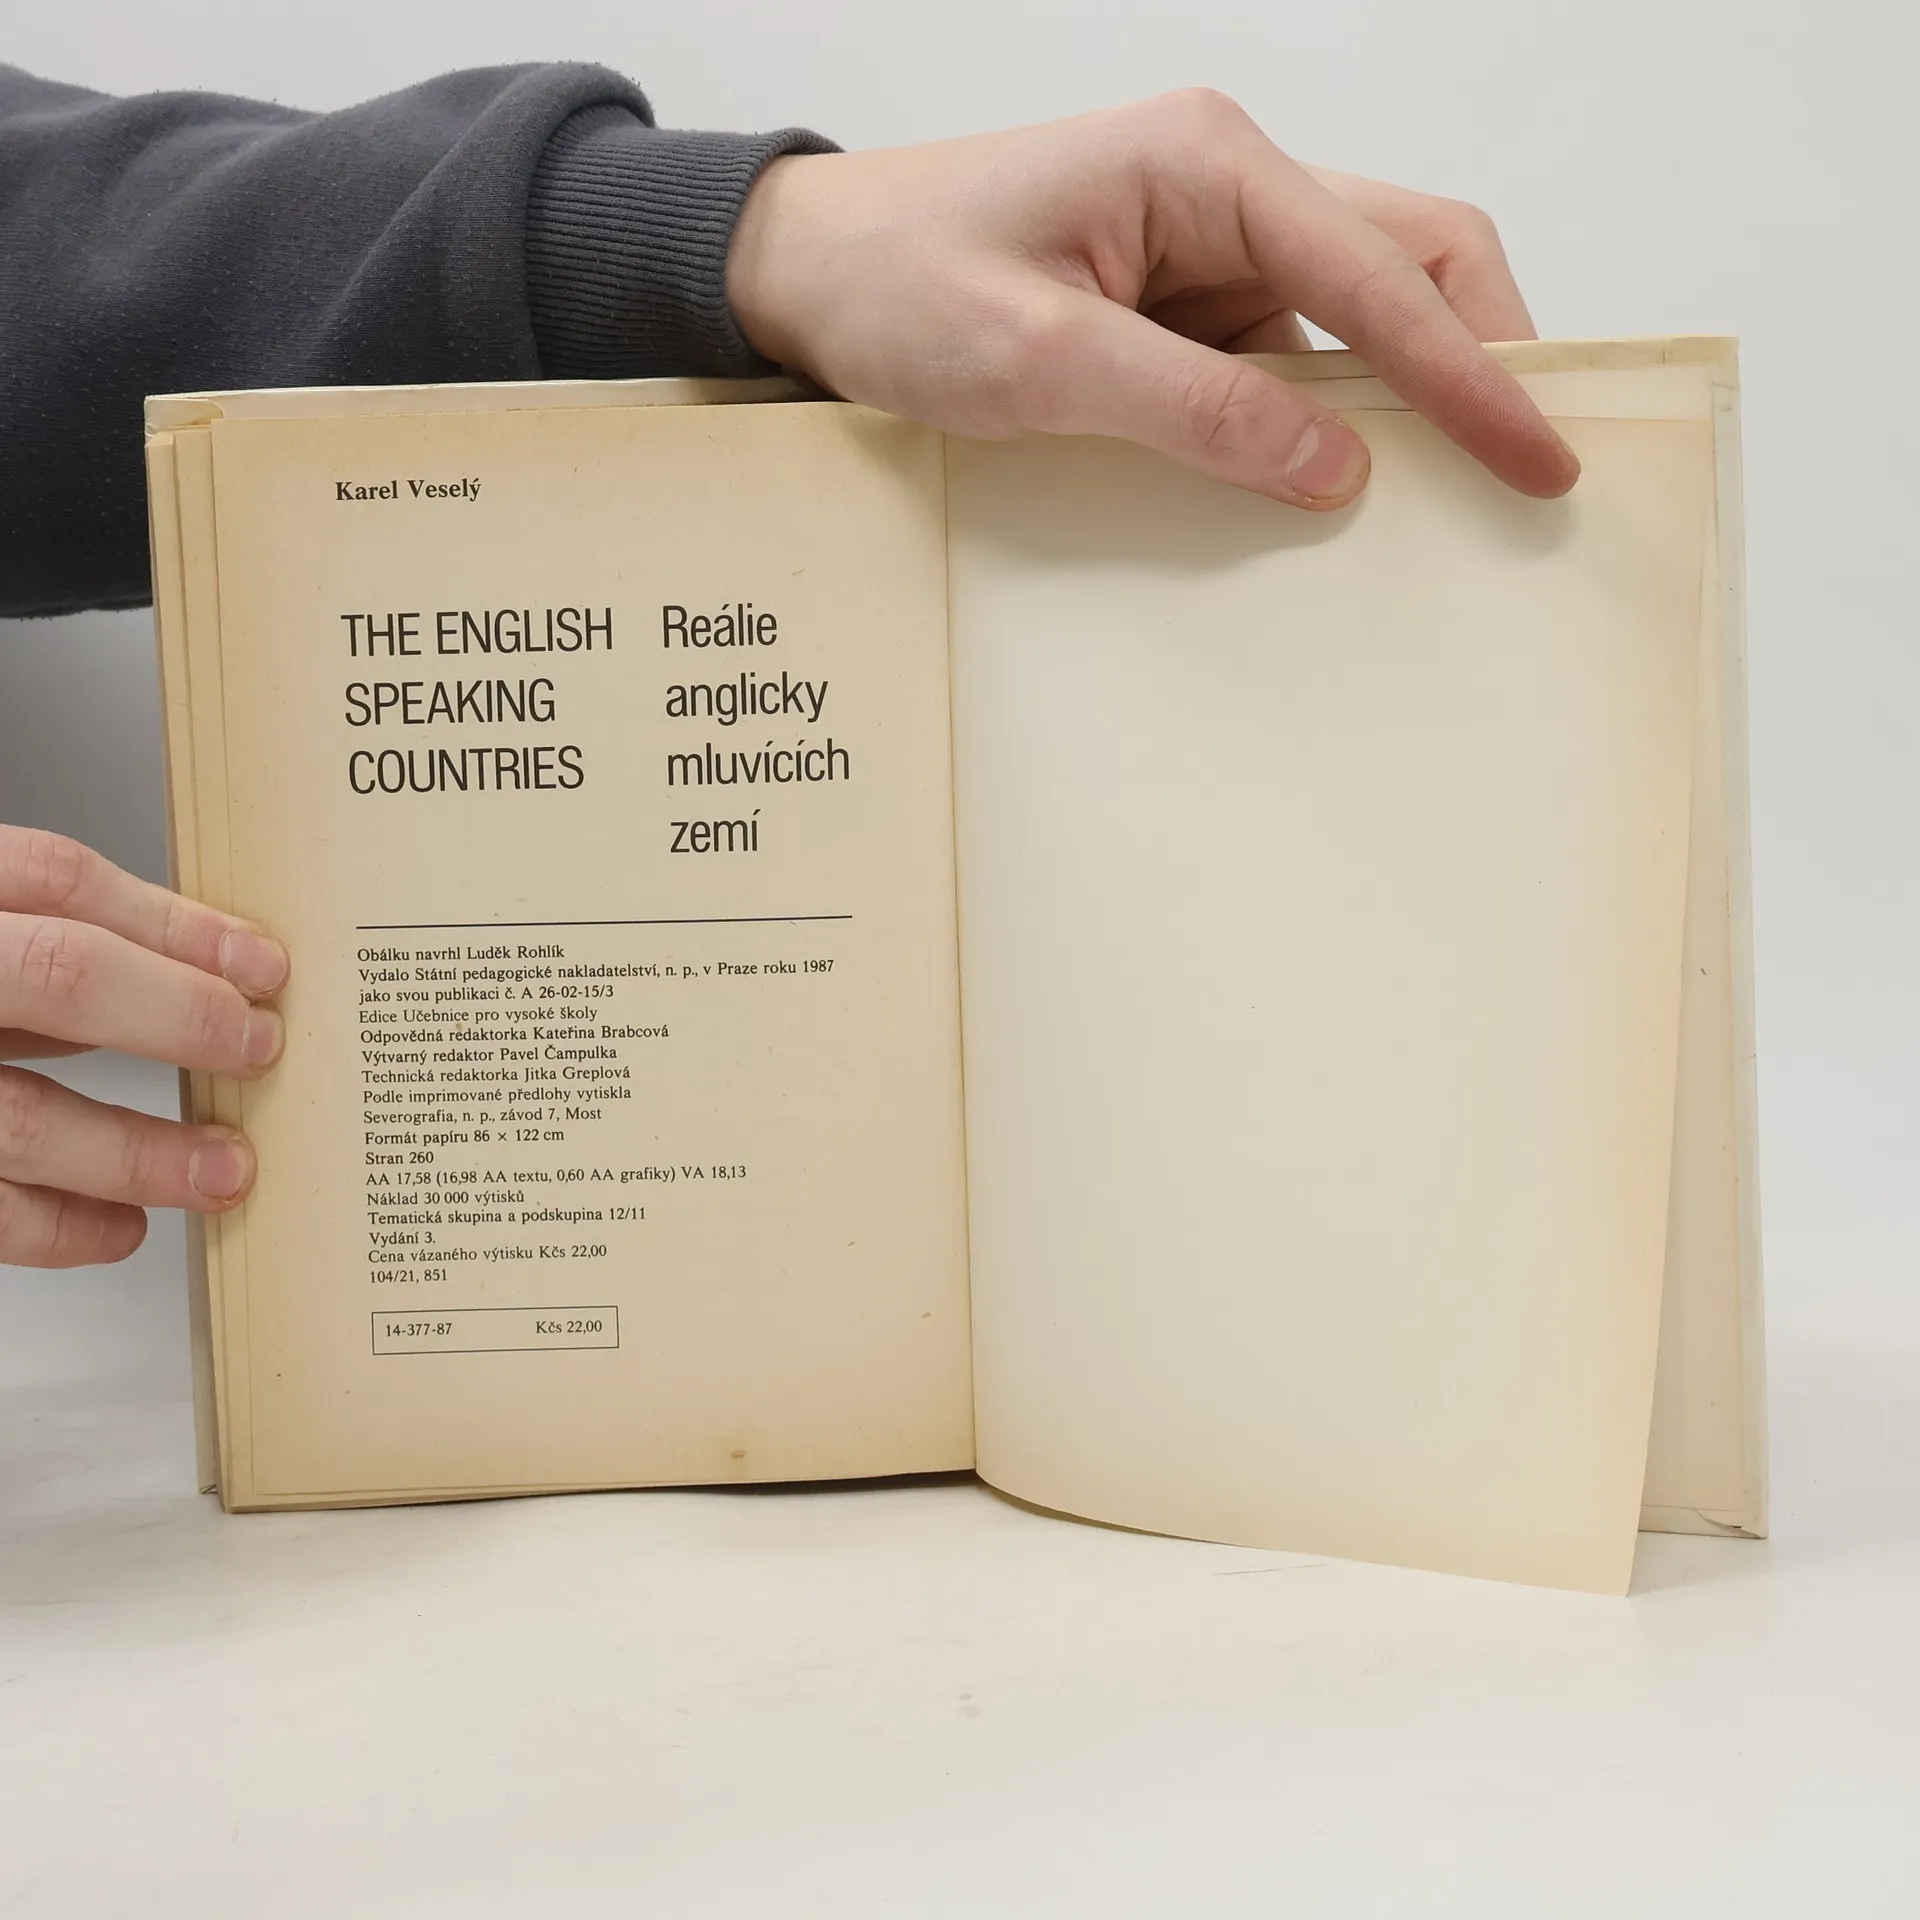 Karel Veselý
THE ENGLISH
SPEAKING
COUNTRIES
Reálie
anglicky
mluvících
zemí
Obálku navrhl Luděk Rohlík
Vydalo Státní pedagogické nakladatelství, n. p., v Praze roku 1987
jako svou publikaci č. A 26-02-15/3
Edice Učebnice pro vysoké školy
Odpovědná redaktorka Kateřina Brabcová
Výtvarný redaktor Pavel Čampulka
Technická redaktorka Jitka Greplová
Podle imprimované předlohy vytiskla
Severografia, n. p., závod 7, Most
Formát papíru 86 × 122 cm
Stran 260
AA 17,58 (16,98 AA textu, 0,60 AA grafiky) VA 18,13
Náklad 30 000 výtisků
Tematická skupina a podskupina 12/11
Vydání 3.
Cena vázaného výtisku Kčs 22,00
104/21, 851
14-377-87 Kčs 22,00